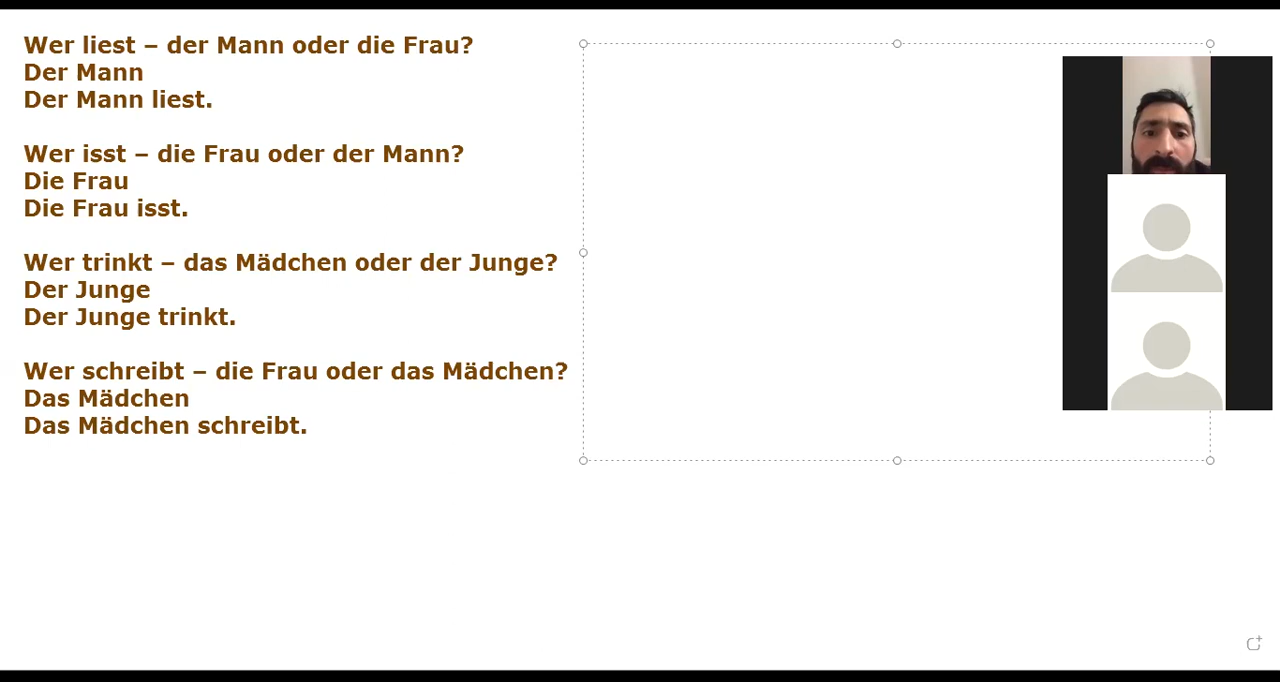 Wer liest – der Mann oder die Frau?
Der Mann
Der Mann liest.
Wer isst – die Frau oder der Mann?
Die Frau
Die Frau isst.
Wer trinkt – das Mädchen oder der Junge?
Der Junge
Der Junge trinkt.
Wer schreibt – die Frau oder das Mädchen?
Das Mädchen
Das Mädchen schreibt.